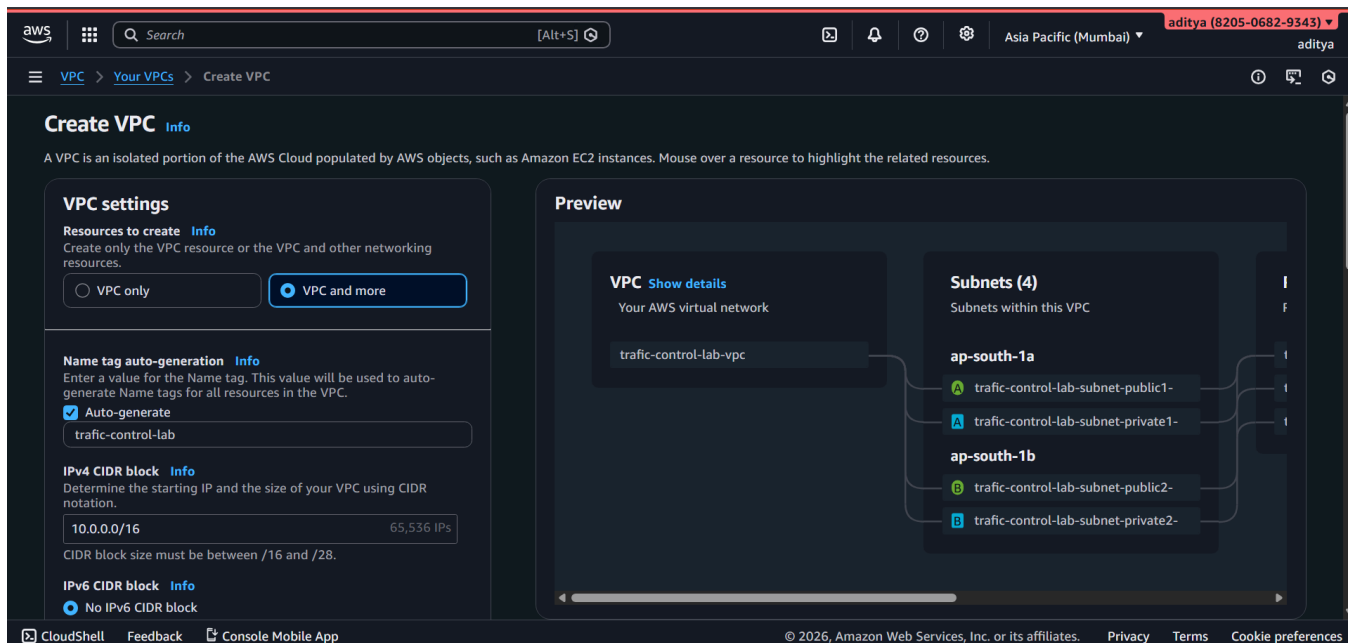 aws
Search [Alt+S]
Asia Pacific (Mumbai)
aditya (8205-0682-9343)
aditya
VPC > Your VPCs > Create VPC
Create VPC Info
A VPC is an isolated portion of the AWS Cloud populated by AWS objects, such as Amazon EC2 instances. Mouse over a resource to highlight the related resources.
VPC settings
Resources to create Info
Create only the VPC resource or the VPC and other networking
resources.
VPC only
VPC and more
Name tag auto-generation Info
Enter a value for the Name tag. This value will be used to auto-
generate Name tags for all resources in the VPC.
Auto-generate
trafic-control-lab
IPv4 CIDR block Info
Determine the starting IP and the size of your VPC using CIDR
notation.
10.0.0.0/16 65,536 IPs
CIDR block size must be between /16 and /28.
IPv6 CIDR block Info
No IPv6 CIDR block
Preview
VPC Show details
Your AWS virtual network
trafic-control-lab-vpc
Subnets (4)
Subnets within this VPC
ap-south-1a
A trafic-control-lab-subnet-public1-
A trafic-control-lab-subnet-private1-
ap-south-1b
B trafic-control-lab-subnet-public2-
B trafic-control-lab-subnet-private2-
CloudShell Feedback Console Mobile App
© 2026, Amazon Web Services, Inc. or its affiliates. Privacy Terms Cookie preferences